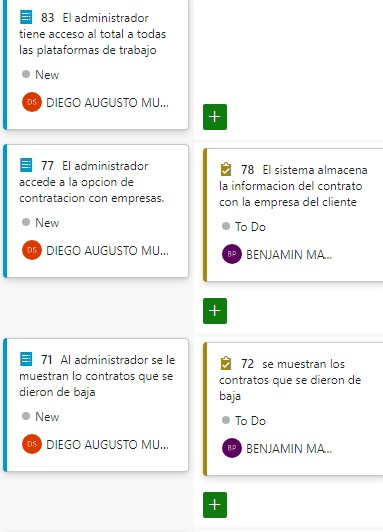 83 El administrador
tiene acceso al total a todas
las plataformas de trabajo
New
DS DIEGO AUGUSTO MU...
77 El administrador
accede a la opcion de
contratacion con empresas.
New
DS DIEGO AUGUSTO MU...
78 El sistema almacena
la informacion del contrato
con la empresa del cliente
To Do
BP BENJAMIN MA...
71 Al administrador se le
muestran lo contratos que se
dieron de baja
New
DS DIEGO AUGUSTO MU...
72 se muestran los
contratos que se dieron de
baja
To Do
BP BENJAMIN MA...